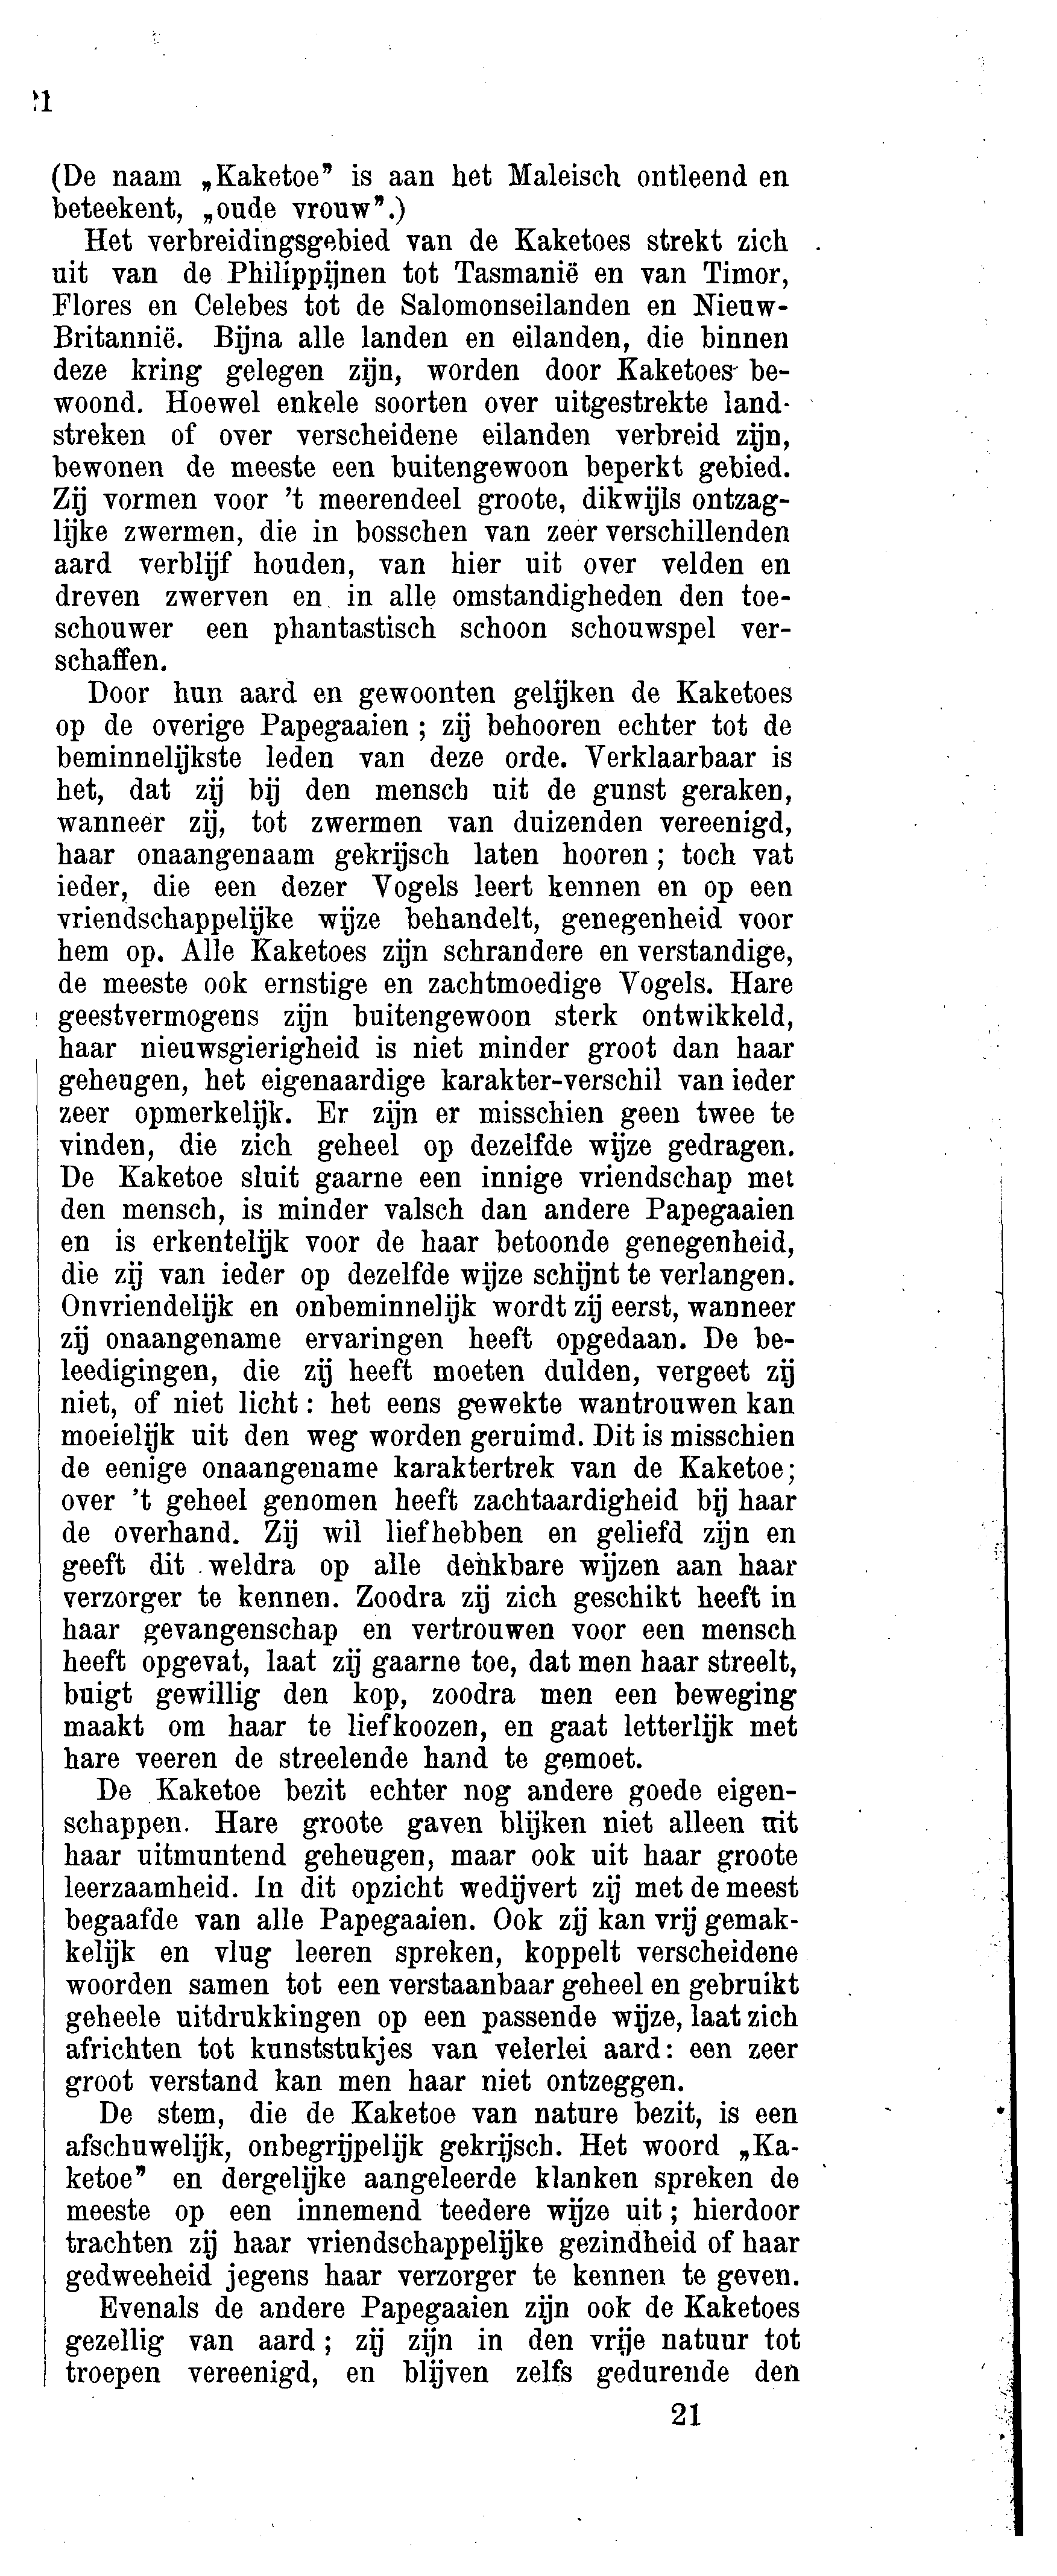 21
(De naam „Kaketoe” is aan het Maleisch ontleend en
beteekent, „oude vrouw”.)
Het verbreidingsgebied van de Kaketoes strekt zich
uit van de Philippijnen tot Tasmanië en van Timor,
Flores en Celebes tot de Salomonseilanden en Nieuw-
Britannië. Bijna alle landen en eilanden, die binnen
deze kring gelegen zijn, worden door Kaketoes be-
woond. Hoewel enkele soorten over uitgestrekte land-
streken of over verscheidene eilanden verbreid zijn,
bewonen de meeste een buitengewoon beperkt gebied.
Zij vormen voor 't meerendeel groote, dikwijls ontzag-
lijke zwermen, die in bosschen van zeer verschillenden
aard verblijf houden, van hier uit over velden en
dreven zwerven en in alle omstandigheden den toe-
schouwer een phantastisch schoon schouwspel ver-
schaffen.
Door hun aard en gewoonten gelijken de Kaketoes
op de overige Papegaaien; zij behooren echter tot de
beminnelijkste leden van deze orde. Verklaarbaar is
het, dat zij bij den mensch uit de gunst geraken,
wanneer zij, tot zwermen van duizenden vereenigd,
haar onaangenaam gekrijsch laten hooren; toch vat
ieder, die een dezer Vogels leert kennen en op een
vriendschappelijke wijze behandelt, genegenheid voor
hem op. Alle Kaketoes zijn schrandere en verstandige,
de meeste ook ernstige en zachtmoedige Vogels. Hare
geestvermogens zijn buitengewoon sterk ontwikkeld,
haar nieuwsgierigheid is niet minder groot dan haar
geheugen, het eigenaardige karakter-verschil van ieder
zeer opmerkelijk. Er zijn er misschien geen twee te
vinden, die zich geheel op dezelfde wijze gedragen.
De Kaketoe sluit gaarne een innige vriendschap met
den mensch, is minder valsch dan andere Papegaaien
en is erkentelijk voor de haar betoonde genegenheid,
die zij van ieder op dezelfde wijze schijnt te verlangen.
Onvriendelijk en onbeminnelijk wordt zij eerst, wanneer
zij onaangename ervaringen heeft opgedaan. De be-
leedigingen, die zij heeft moeten dulden, vergeet zij
niet, of niet licht: het eens gewekte wantrouwen kan
moeielijk uit den weg worden geruimd. Dit is misschien
de eenige onaangename karaktertrek van de Kaketoe;
over 't geheel genomen heeft zachtaardigheid bij haar
de overhand. Zij wil liefhebben en geliefd zijn en
geeft dit weldra op alle denkbare wijzen aan haar
verzorger te kennen. Zoodra zij zich geschikt heeft in
haar gevangenschap en vertrouwen voor een mensch
heeft opgevat, laat zij gaarne toe, dat men haar streelt,
buigt gewillig den kop, zoodra men een beweging
maakt om haar te liefkoozen, en gaat letterlijk met
hare veeren de streelende hand te gemoet.
De Kaketoe bezit echter nog andere goede eigen-
schappen. Hare groote gaven blijken niet alleen uit
haar uitmuntend geheugen, maar ook uit haar groote
leerzaamheid. In dit opzicht wedijvert zij met de meest
begaafde van alle Papegaaien. Ook zij kan vrij gemak-
kelijk en vlug leeren spreken, koppelt verscheidene
woorden samen tot een verstaanbaar geheel en gebruikt
geheele uitdrukkingen op een passende wijze, laat zich
africhten tot kunststukjes van velerlei aard: een zeer
groot verstand kan men haar niet ontzeggen.
De stem, die de Kaketoe van nature bezit, is een
afschuwelijk, onbegrijpelijk gekrijsch. Het woord „Ka-
ketoe” en dergelijke aangeleerde klanken spreken de
meeste op een innemend teedere wijze uit; hierdoor
trachten zij haar vriendschappelijke gezindheid of haar
gedweeheid jegens haar verzorger te kennen te geven.
Evenals de andere Papegaaien zijn ook de Kaketoes
gezellig van aard; zij zijn in den vrije natuur tot
troepen vereenigd, en blijven zelfs gedurende den
21